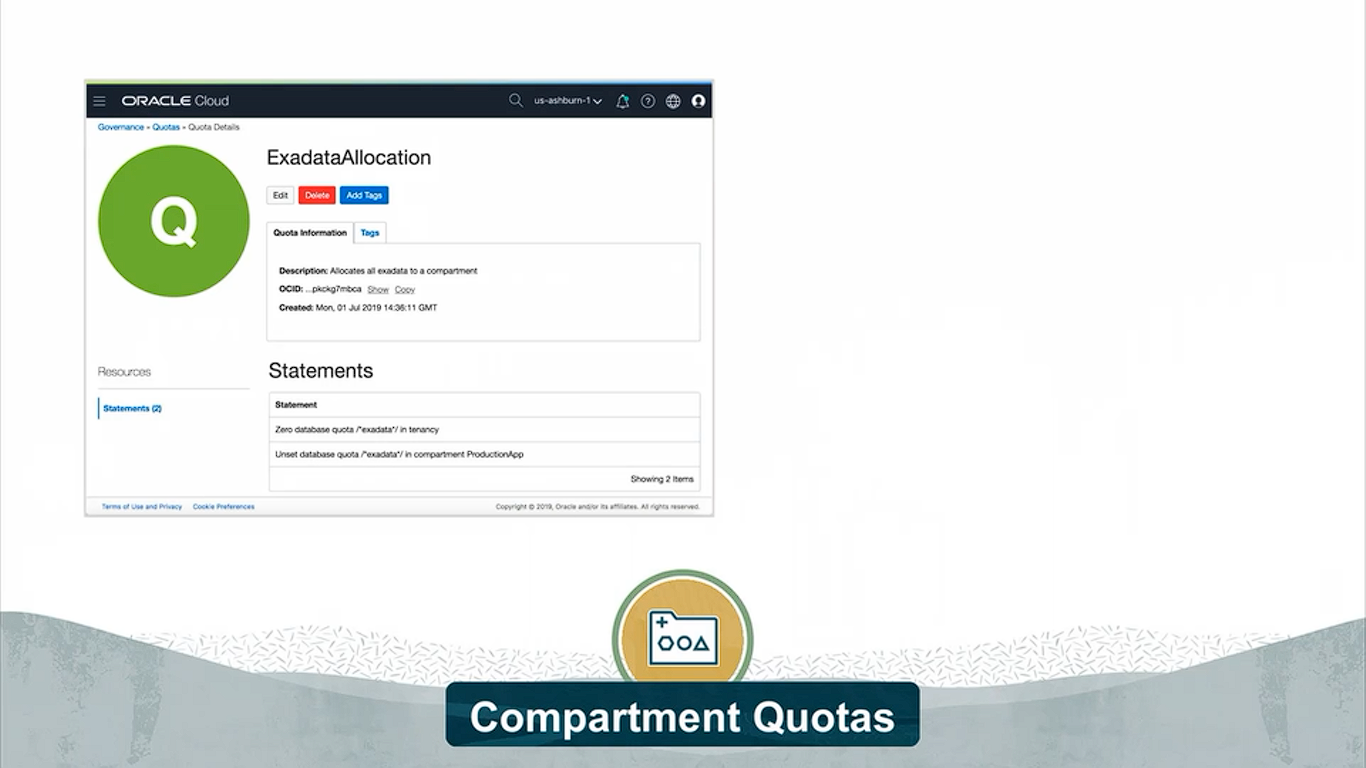 ORACLE Cloud
us-ashburn-1
Governance » Quotas » Quota Details
Q
ExadataAllocation
Edit
Delete
Add Tags
Quota Information
Tags
Description: Allocates all exadata to a compartment
OCID: ...pkckg7mbca Show Copy
Created: Mon, 01 Jul 2019 14:36:11 GMT
Resources
Statements (2)
Statements
Statement
Zero database quota /*exadata*/ in tenancy
Unset database quota /*exadata*/ in compartment ProductionApp
Showing 2 Items
Terms of Use and Privacy
Cookie Preferences
Copyright © 2019, Oracle and/or its affiliates. All rights reserved.
Compartment Quotas